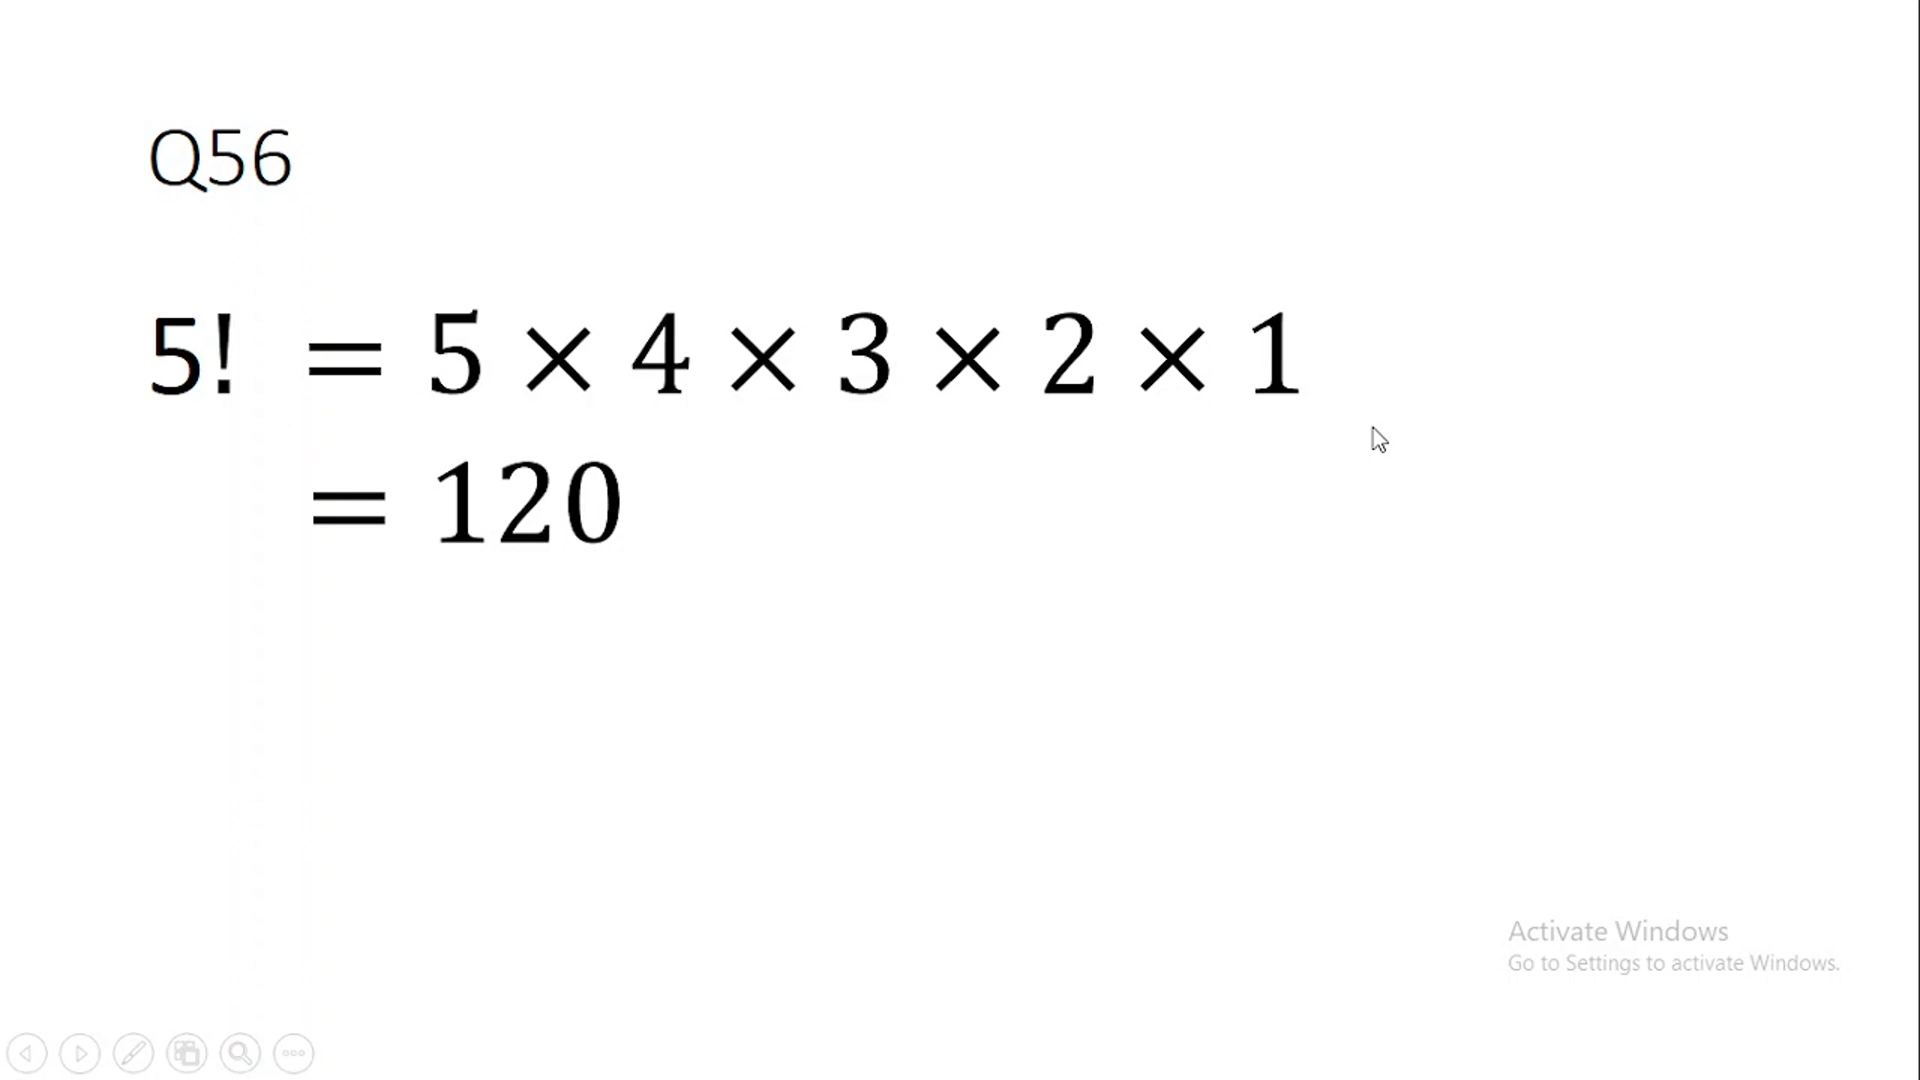 Q56
5! = 5 × 4 × 3 × 2 × 1
= 120
Activate Windows
Go to Settings to activate Windows.